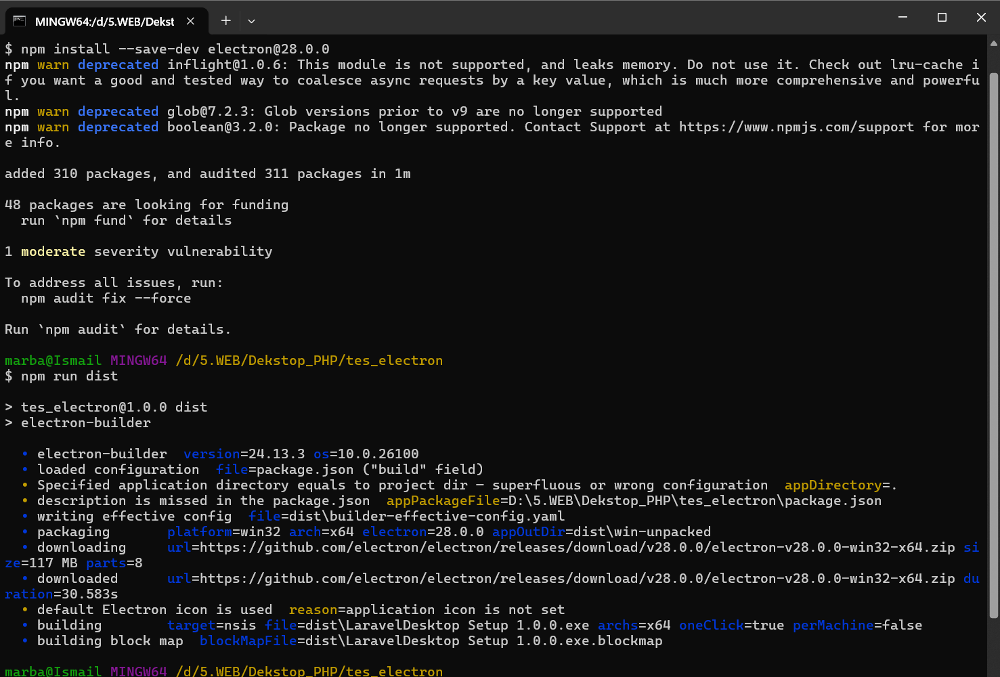 MINGW64:/d/5.WEB/Dekst
$ npm install --save-dev electron@28.0.0
npm warn deprecated inflight@1.0.6: This module is not supported, and leaks memory. Do not use it. Check out lru-cache i
f you want a good and tested way to coalesce async requests by a key value, which is much more comprehensive and powerfu
l.
npm warn deprecated glob@7.2.3: Glob versions prior to v9 are no longer supported
npm warn deprecated boolean@3.2.0: Package no longer supported. Contact Support at https://www.npmjs.com/support for mor
e info.
added 310 packages, and audited 311 packages in 1m
48 packages are looking for funding
  run `npm fund` for details
1 moderate severity vulnerability
To address all issues, run:
  npm audit fix --force
Run `npm audit` for details.
marba@Ismail MINGW64 /d/5.WEB/Dekstop_PHP/tes_electron
$ npm run dist
> tes_electron@1.0.0 dist
> electron-builder
  • electron-builder  version=24.13.3 os=10.0.26100
  • loaded configuration  file=package.json ("build" field)
  • Specified application directory equals to project dir — superfluous or wrong configuration  appDirectory=.
  • description is missed in the package.json  appPackageFile=D:\5.WEB\Dekstop_PHP\tes_electron\package.json
  • writing effective config  file=dist\builder-effective-config.yaml
  • packaging       platform=win32 arch=x64 electron=28.0.0 appOutDir=dist\win-unpacked
  • downloading     url=https://github.com/electron/electron/releases/download/v28.0.0/electron-v28.0.0-win32-x64.zip si
ze=117 MB parts=8
  • downloaded      url=https://github.com/electron/electron/releases/download/v28.0.0/electron-v28.0.0-win32-x64.zip du
ration=30.583s
  • default Electron icon is used  reason=application icon is not set
  • building        target=nsis file=dist\LaravelDesktop Setup 1.0.0.exe archs=x64 oneClick=true perMachine=false
  • building block map  blockMapFile=dist\LaravelDesktop Setup 1.0.0.exe.blockmap
marba@Ismail MINGW64 /d/5.WEB/Dekstop_PHP/tes_electron